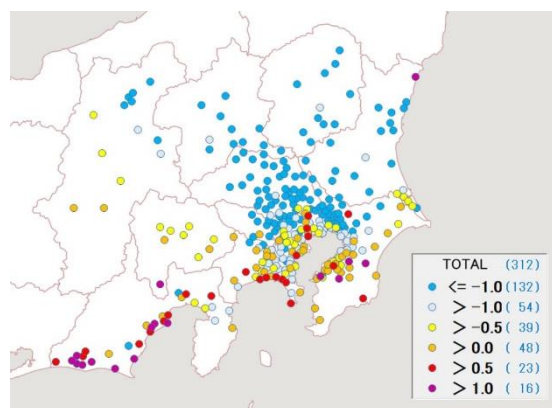 TOTAL (312)
<= -1.0 (132)
> -1.0 ( 54)
> -0.5 ( 39)
> 0.0 ( 48)
> 0.5 ( 23)
> 1.0 ( 16)